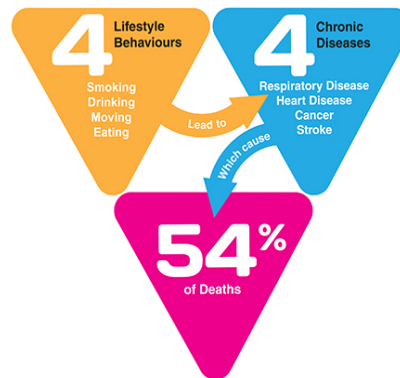 4 Lifestyle
Behaviours
Smoking
Drinking
Moving
Eating
Lead to
4 Chronic
Diseases
Respiratory Disease
Heart Disease
Cancer
Stroke
Which cause
54%
of Deaths